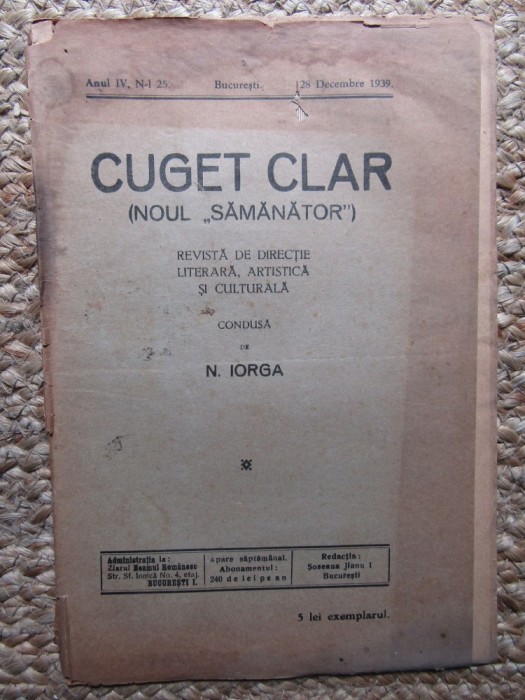 Anul IV, N-l 25. București. 28 Decembre 1939.
CUGET CLAR
(NOUL „SĂMĂNĂTOR”)
REVISTĂ DE DIRECȚIE
LITERARĂ, ARTISTICĂ
ȘI CULTURALĂ
CONDUSĂ
DE
N. IORGA
Administrația la:
Ziarul Neamul Românesc
Str. Sf. Ionică No. 4, etaj.
BUCUREȘTI I.
apare săptămânal.
Abonamentul:
240 de lei pe an
Redacția:
Șoseaua Jianu 1
București
5 lei exemplarul.